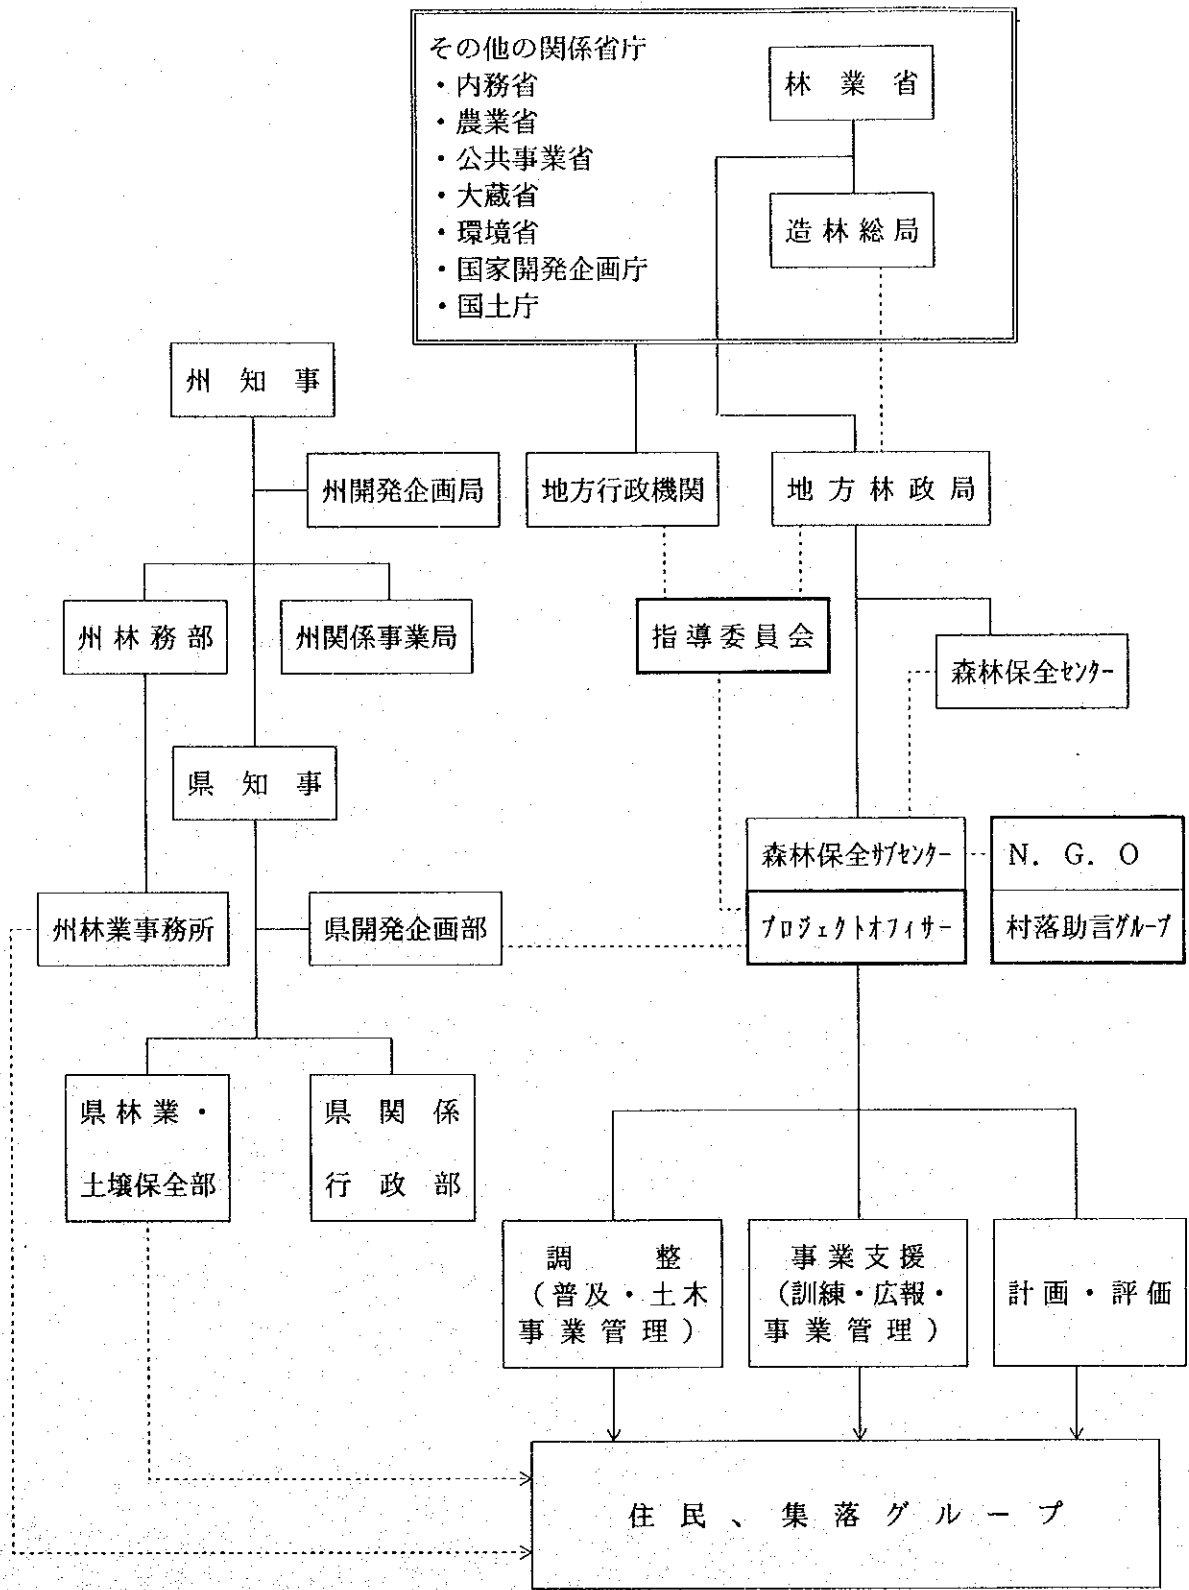 その他の関係省庁
・内務省
・農業省
・公共事業省
・大蔵省
・環境省
・国家開発企画庁
・国土庁
林業省
造林総局
州知事
州開発企画局
地方行政機関
地方林政局
州林務部
州関係事業局
指導委員会
森林保全センター
県知事
森林保全サブセンター
N.G.O
州林業事務所
県開発企画部
プロジェクトオフィサー
村落助言グループ
県林業・
土壌保全部
県関係
行政部
調整
(普及・土木
事業管理)
事業支援
(訓練・広報・
事業管理)
計画・評価
住民、集落グループ